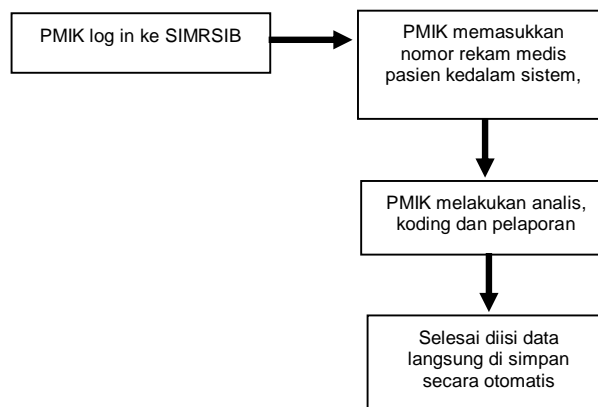 PMIK log in ke SIMRSIB
PMIK memasukkan
nomor rekam medis
pasien kedalam sistem,
PMIK melakukan analis,
koding dan pelaporan
Selesai diisi data
langsung di simpan
secara otomatis